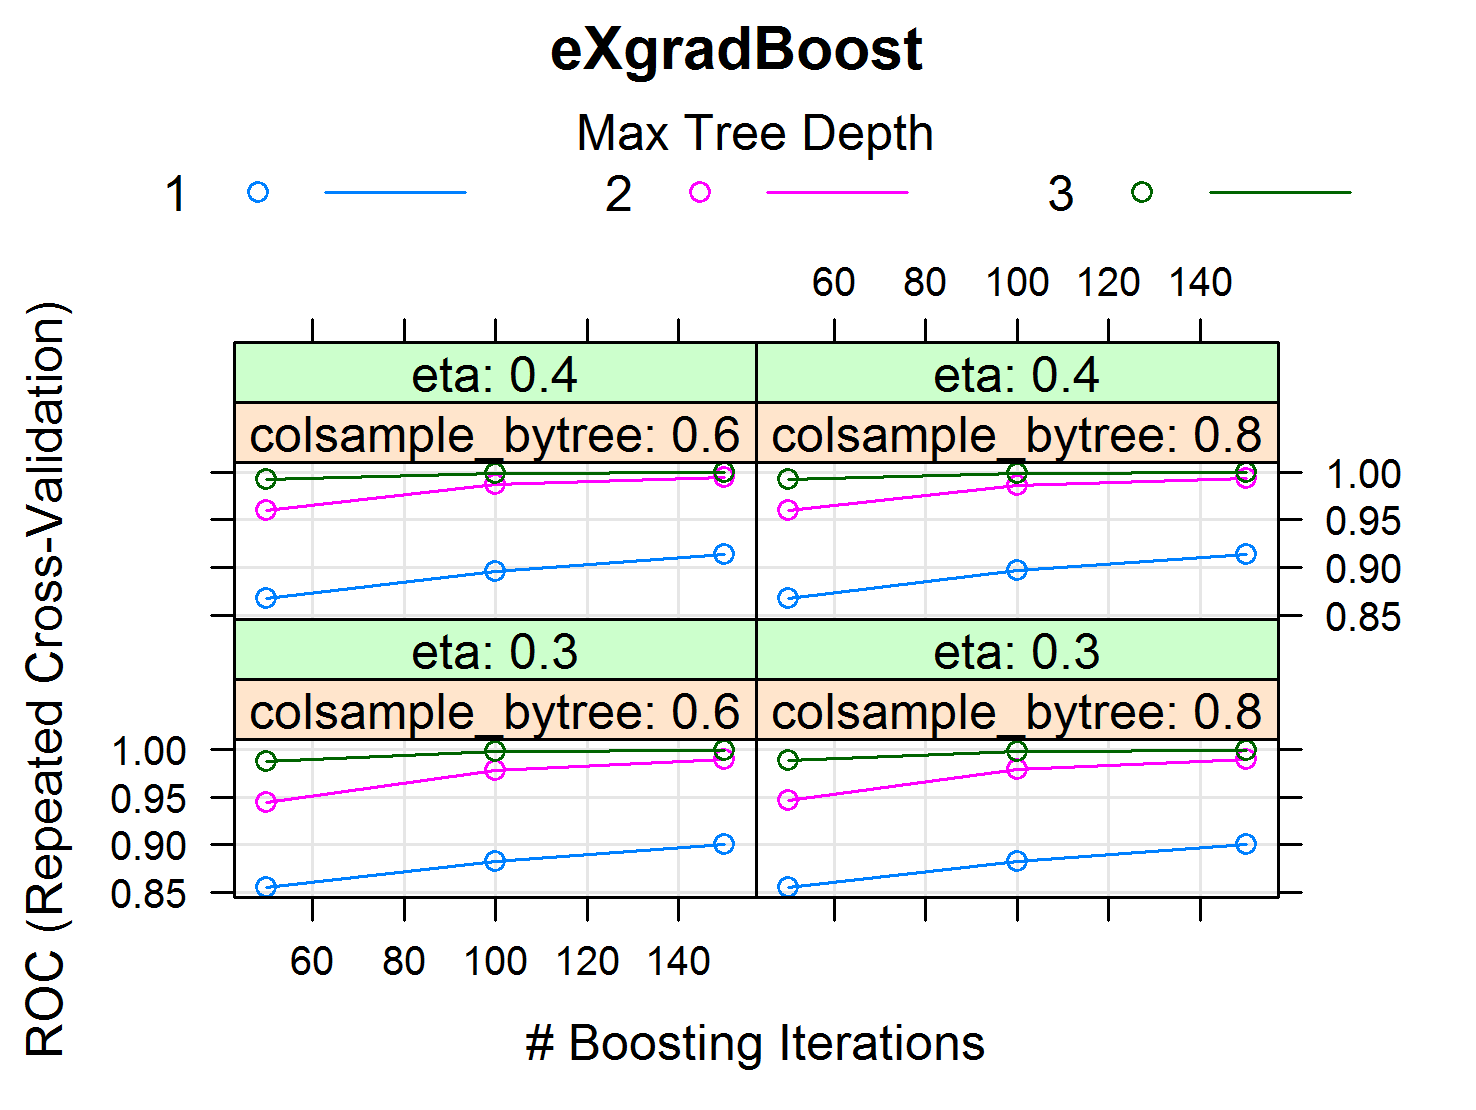 eXgradBoost
Max Tree Depth
1 2 3
60 80 100 120 140
eta: 0.4 eta: 0.4
colsample_bytree: 0.6 colsample_bytree: 0.8
1.00
0.95
0.90
0.85
eta: 0.3 eta: 0.3
colsample_bytree: 0.6 colsample_bytree: 0.8
1.00
0.95
0.90
0.85
60 80 100 120 140
# Boosting Iterations
ROC (Repeated Cross-Validation)